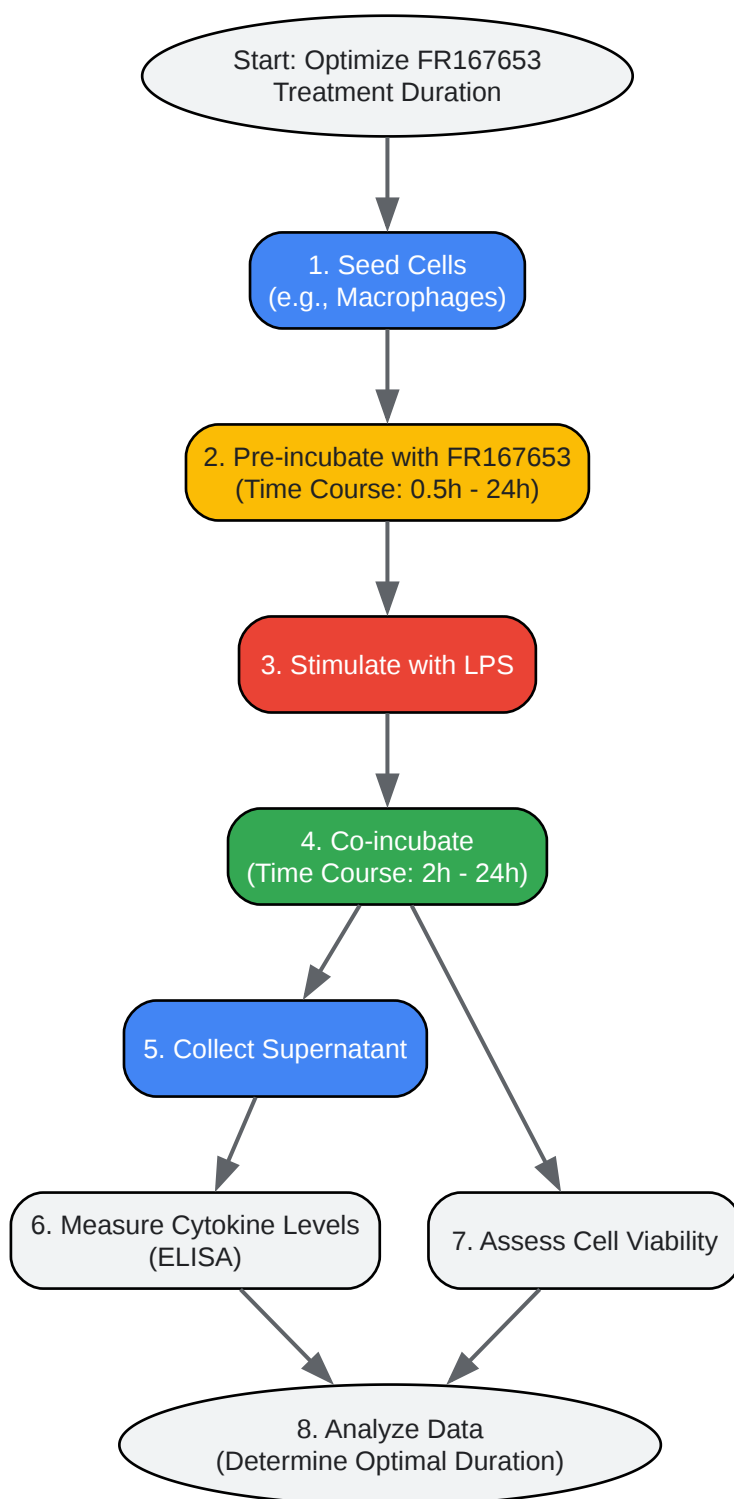 Start: Optimize FR167653
Treatment Duration
1. Seed Cells
(e.g., Macrophages)
2. Pre-incubate with FR167653
(Time Course: 0.5h - 24h)
3. Stimulate with LPS
4. Co-incubate
(Time Course: 2h - 24h)
5. Collect Supernatant
6. Measure Cytokine Levels
(ELISA)
7. Assess Cell Viability
8. Analyze Data
(Determine Optimal Duration)